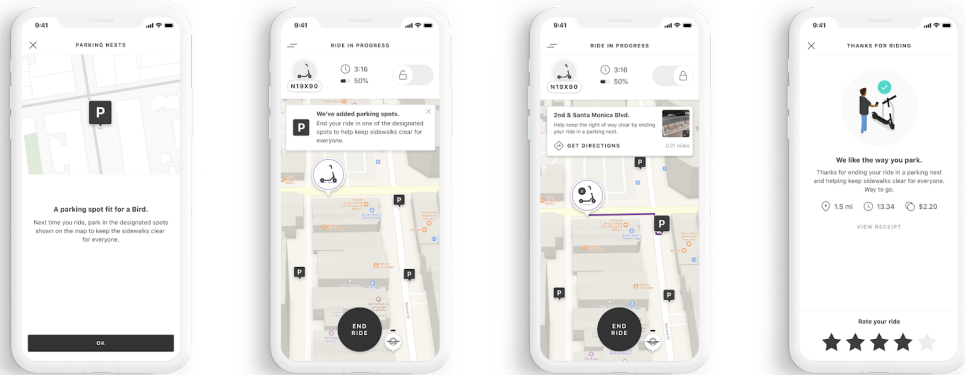 9:41
PARKING NESTS
P
A parking spot fit for a Bird.
Next time you ride, park in the designated spots
shown on the map to keep the sidewalks clear
for everyone.
OK
9:41
RIDE IN PROGRESS
N19X90
3:16
50%
P
We've added parking spots.
End your ride in one of the designated
spots to help keep sidewalks clear for
everyone.
P
P
P
END
RIDE
9:41
RIDE IN PROGRESS
N19X90
3:16
50%
2nd & Santa Monica Blvd.
Help keep the right of way clear by ending
your ride in a parking nest.
GET DIRECTIONS
0.01 miles
P
P
P
P
END
RIDE
9:41
THANKS FOR RIDING
We like the way you park.
Thanks for ending your ride in a parking nest
and helping keep sidewalks clear for everyone.
Way to go.
1.5 mi
13.34
$2.20
VIEW RECEIPT
Rate your ride